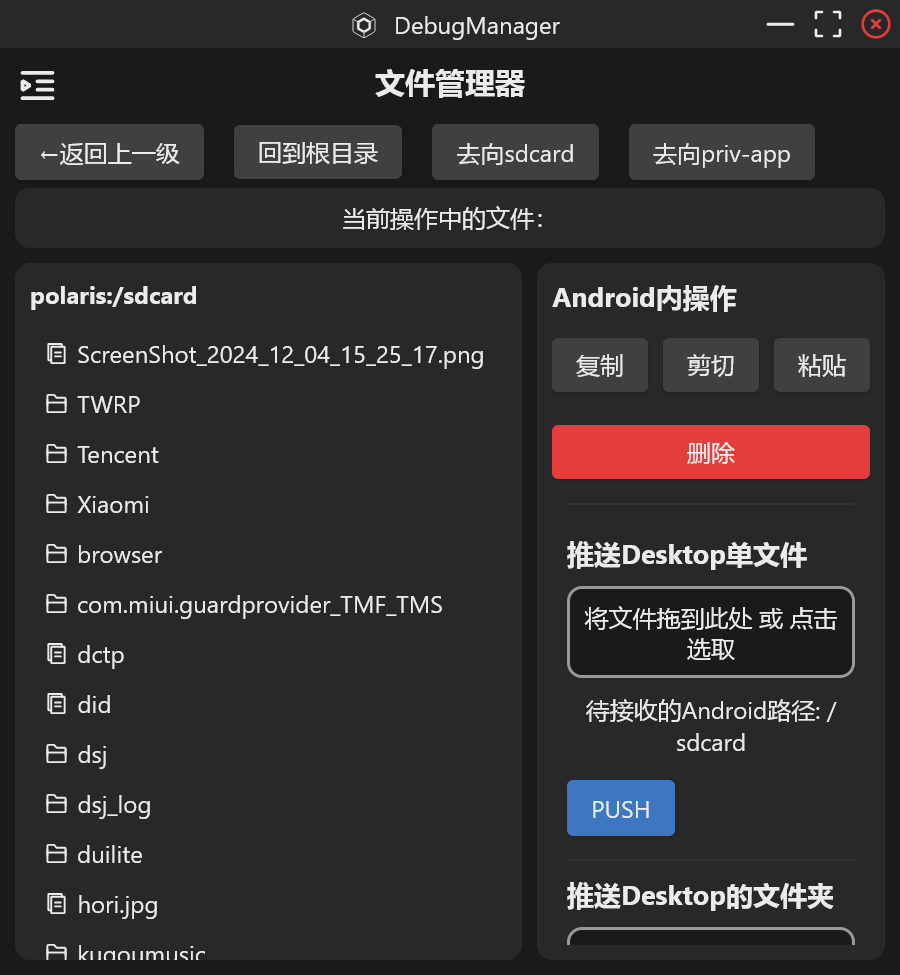 DebugManager
文件管理器
←返回上一级
回到根目录
去向sdcard
去向priv-app
当前操作中的文件：
polaris:/sdcard
ScreenShot_2024_12_04_15_25_17.png
TWRP
Tencent
Xiaomi
browser
com.miui.guardprovider_TMF_TMS
dctp
did
dsj
dsj_log
duilite
hori.jpg
kugoumusic
Android内操作
复制
剪切
粘贴
删除
推送Desktop单文件
将文件拖到此处 或 点击
选取
待接收的Android路径: /
sdcard
PUSH
推送Desktop的文件夹